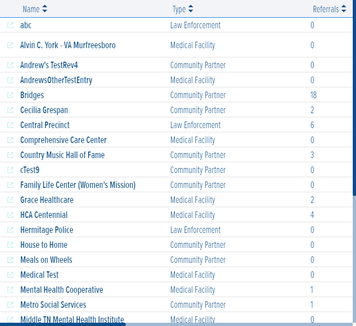 Name Type Referrals
abc Law Enforcement 0
Alvin C. York - VA Murfreesboro Medical Facility 0
Andrew's TestRev4 Community Partner 0
AndrewsOtherTestEntry Medical Facility 0
Bridges Community Partner 18
Cecilia Grespan Community Partner 2
Central Precinct Law Enforcement 6
Comprehensive Care Center Medical Facility 0
Country Music Hall of Fame Community Partner 3
cTest9 Community Partner 0
Family Life Center (Women's Mission) Community Partner 0
Grace Healthcare Medical Facility 2
HCA Centennial Medical Facility 4
Hermitage Police Law Enforcement 0
House to Home Community Partner 0
Meals on Wheels Community Partner 0
Medical Test Medical Facility 0
Mental Health Cooperative Medical Facility 1
Metro Social Services Community Partner 1
Middle TN Mental Health Institute Medical Facility 0